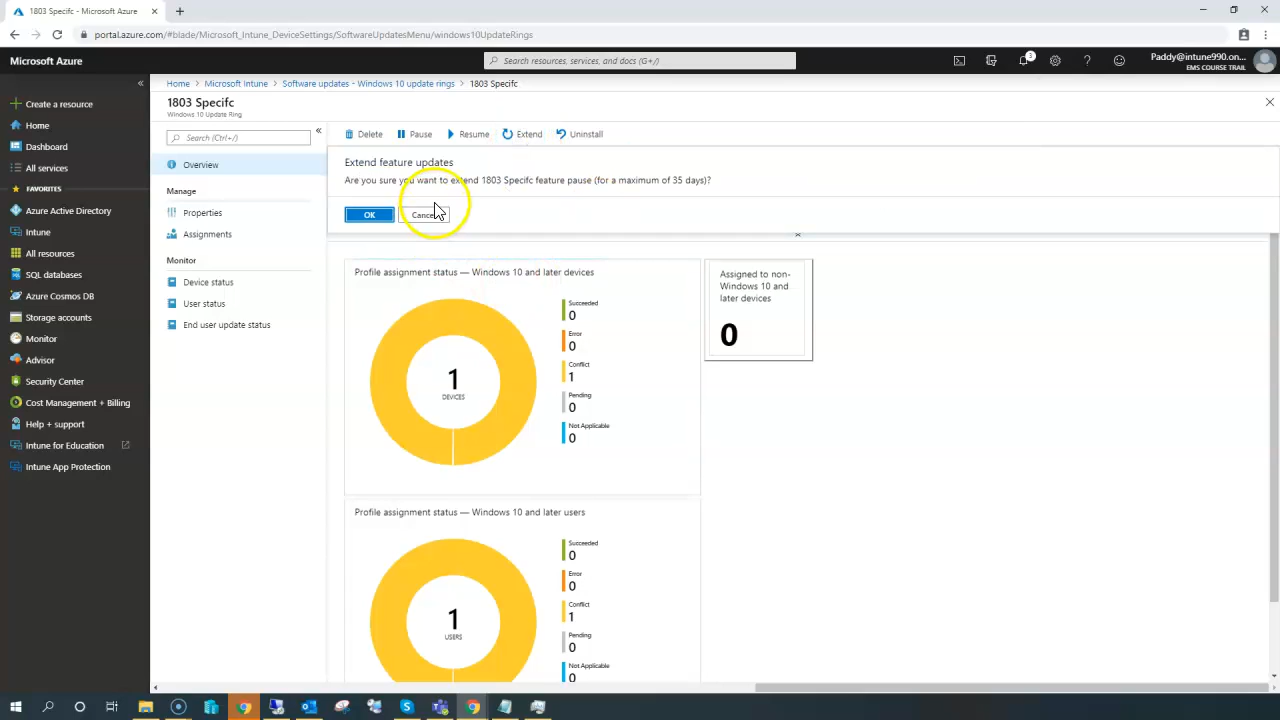 1803 Specifc - Microsoft Azure
portal.azure.com/#blade/Microsoft_Intune_DeviceSettings/SoftwareUpdatesMenu/windows10UpdateRings
Microsoft Azure
Search resources, services, and docs (G+/)
3
Paddy@intune990.on...
EMS COURSE TRAIL
Home > Microsoft Intune > Software updates - Windows 10 update rings > 1803 Specifc
1803 Specifc
Windows 10 Update Ring
Create a resource
Home
Dashboard
All services
FAVORITES
Azure Active Directory
Intune
All resources
SQL databases
Azure Cosmos DB
Storage accounts
Monitor
Advisor
Security Center
Cost Management + Billing
Help + support
Intune for Education
Intune App Protection
Search (Ctrl+/)
Overview
Manage
Properties
Assignments
Monitor
Device status
User status
End user update status
Delete
Pause
Resume
Extend
Uninstall
Extend feature updates
Are you sure you want to extend 1803 Specifc feature pause (for a maximum of 35 days)?
OK
Cancel
Profile assignment status — Windows 10 and later devices
1
DEVICES
Succeeded
0
Error
0
Conflict
1
Pending
0
Not Applicable
0
Assigned to non-
Windows 10 and
later devices
0
Profile assignment status — Windows 10 and later users
1
USERS
Succeeded
0
Error
0
Conflict
1
Pending
0
Not Applicable
0